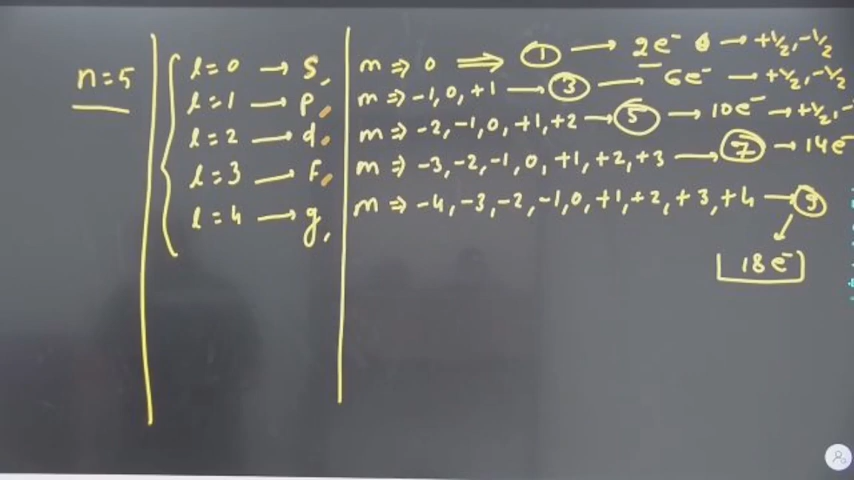 n=5
l=0 → S, m ⇒ 0 ⇒ 1 → 2e⁻ → +½, -½
l=1 → p, m ⇒ -1, 0, +1 → 3 → 6e⁻ → +½, -½
l=2 → d, m ⇒ -2, -1, 0, +1, +2 → 5 → 10e⁻ → +½, -
l=3 → F, m ⇒ -3, -2, -1, 0, +1, +2, +3 → 7 → 14e⁻
l=4 → g, m ⇒ -4, -3, -2, -1, 0, +1, +2, +3, +4 → 9
18e⁻